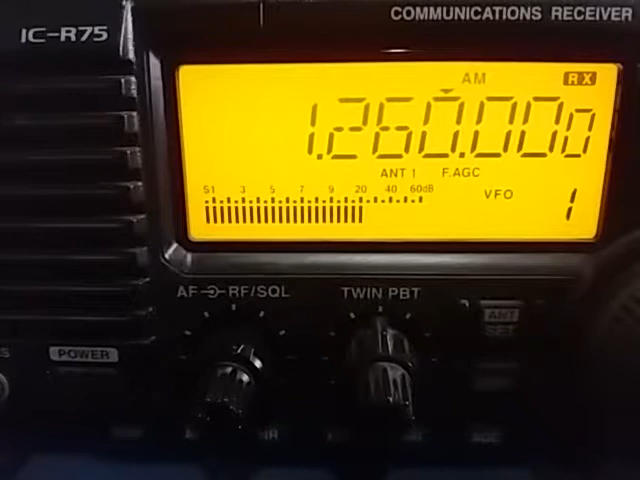 COMMUNICATIONS RECEIVER
IC-R75
AM RX
1.260.000
ANT 1 F.AGC
S1 3 5 7 9 20 40 60dB
VFO 1
AF RF/SQL TWIN PBT
ANT
POWER